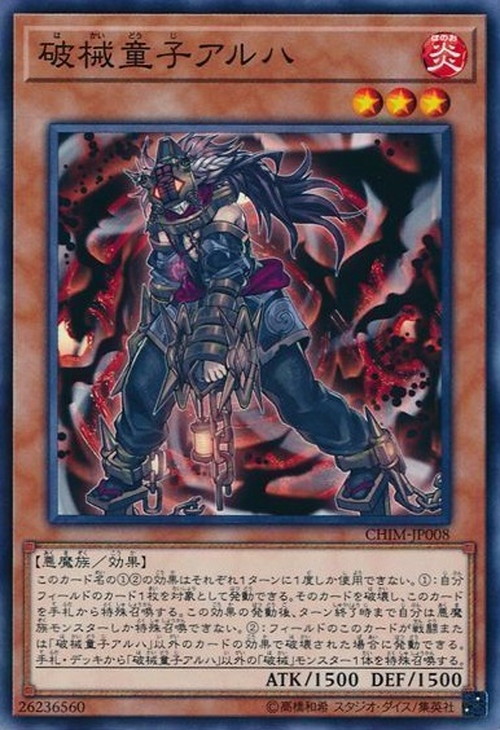 破械童子アルハ
炎
CHIM-JP008
【悪魔族/効果】
このカード名の①②の効果はそれぞれ1ターンに1度しか使用できない。①:自分
フィールドのカード1枚を対象として発動できる。そのカードを破壊し、このカード
を手札から特殊召喚する。この効果の発動後、ターン終了時まで自分は悪魔
族モンスターしか特殊召喚できない。②:フィールドのこのカードが戦闘また
は「破械童子アルハ」以外のカードの効果で破壊された場合に発動できる。
手札・デッキから「破械童子アルハ」以外の「破械」モンスター1体を特殊召喚する。
ATK/1500 DEF/1500
26236560
©高橋和希 スタジオ・ダイス/集英社